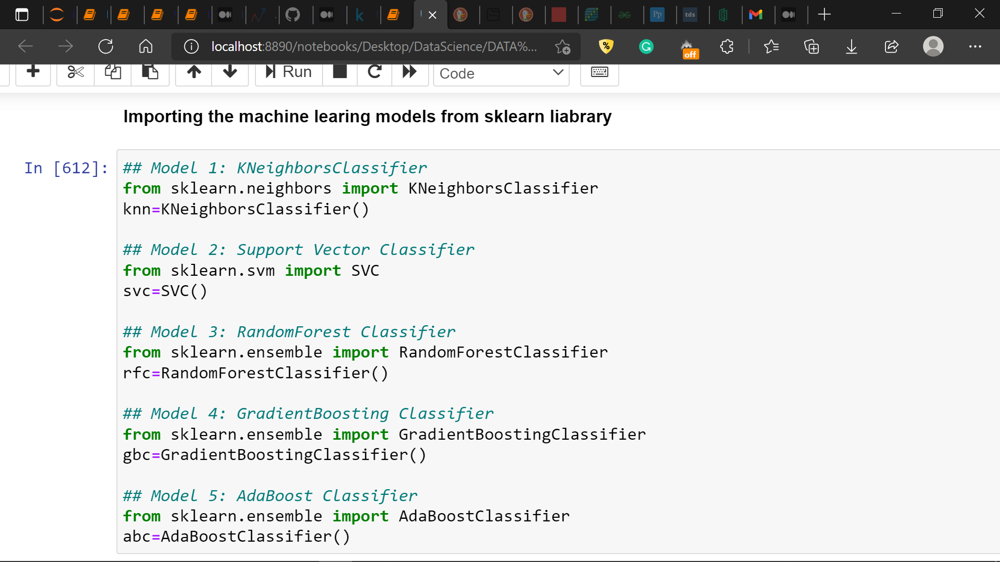 Pp
tds
localhost:8890/notebooks/Desktop/DataScience/DATA%...
%
G
off
Run
Code
Importing the machine learing models from sklearn liabrary
In [612]:
## Model 1: KNeighborsClassifier
from sklearn.neighbors import KNeighborsClassifier
knn=KNeighborsClassifier()
## Model 2: Support Vector Classifier
from sklearn.svm import SVC
svc=SVC()
## Model 3: RandomForest Classifier
from sklearn.ensemble import RandomForestClassifier
rfc=RandomForestClassifier()
## Model 4: GradientBoosting Classifier
from sklearn.ensemble import GradientBoostingClassifier
gbc=GradientBoostingClassifier()
## Model 5: AdaBoost Classifier
from sklearn.ensemble import AdaBoostClassifier
abc=AdaBoostClassifier()